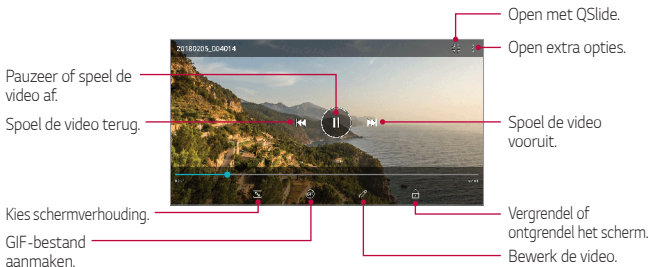 Open met QSlide.
20180205_004014
Open extra opties.
Pauzeer of speel de
video af.
Spoel de video terug.
Spoel de video
vooruit.
Kies schermverhouding.
GIF
Vergrendel of
ontgrendel het scherm.
GIF-bestand
aanmaken.
Bewerk de video.